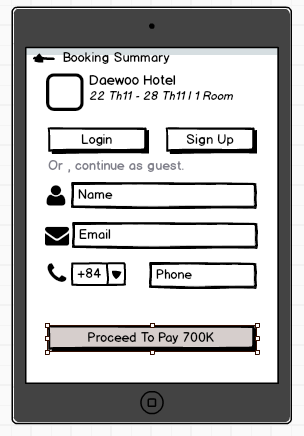 Booking Summary
Daewoo Hotel
22 Th11 - 28 Th11 | 1 Room
Login
Sign Up
Or , continue as guest.
Name
Email
+84
Phone
Proceed To Pay 700K